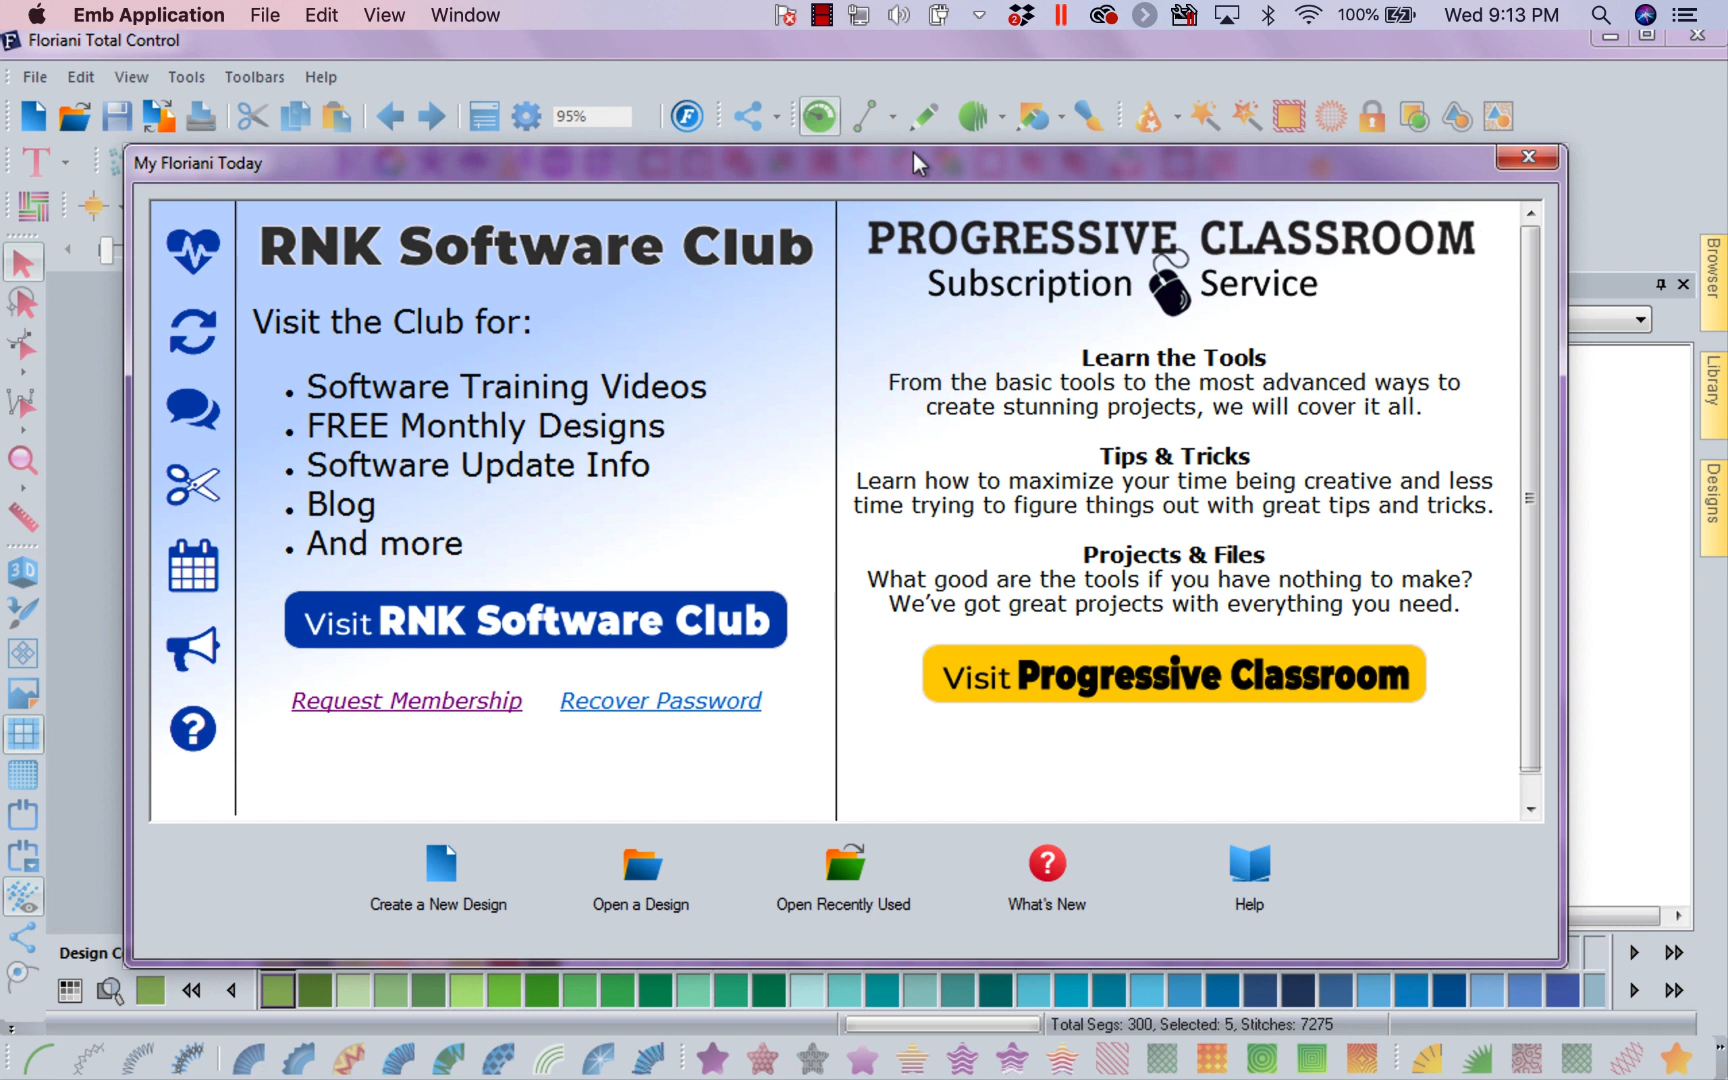 Emb Application File Edit View Window
2
100% Wed 9:13 PM
Floriani Total Control
File Edit View Tools Toolbars Help
95%
My Floriani Today
RNK Software Club
Visit the Club for:
• Software Training Videos
• FREE Monthly Designs
• Software Update Info
• Blog
• And more
Visit RNK Software Club
Request Membership Recover Password
PROGRESSIVE CLASSROOM
Subscription Service
Learn the Tools
From the basic tools to the most advanced ways to
create stunning projects, we will cover it all.
Tips & Tricks
Learn how to maximize your time being creative and less
time trying to figure things out with great tips and tricks.
Projects & Files
What good are the tools if you have nothing to make?
We've got great projects with everything you need.
Visit Progressive Classroom
Browser
Library
Designs
3D
Create a New Design
Open a Design
Open Recently Used
What's New
Help
Design C
Total Segs: 300, Selected: 5, Stitches: 7275